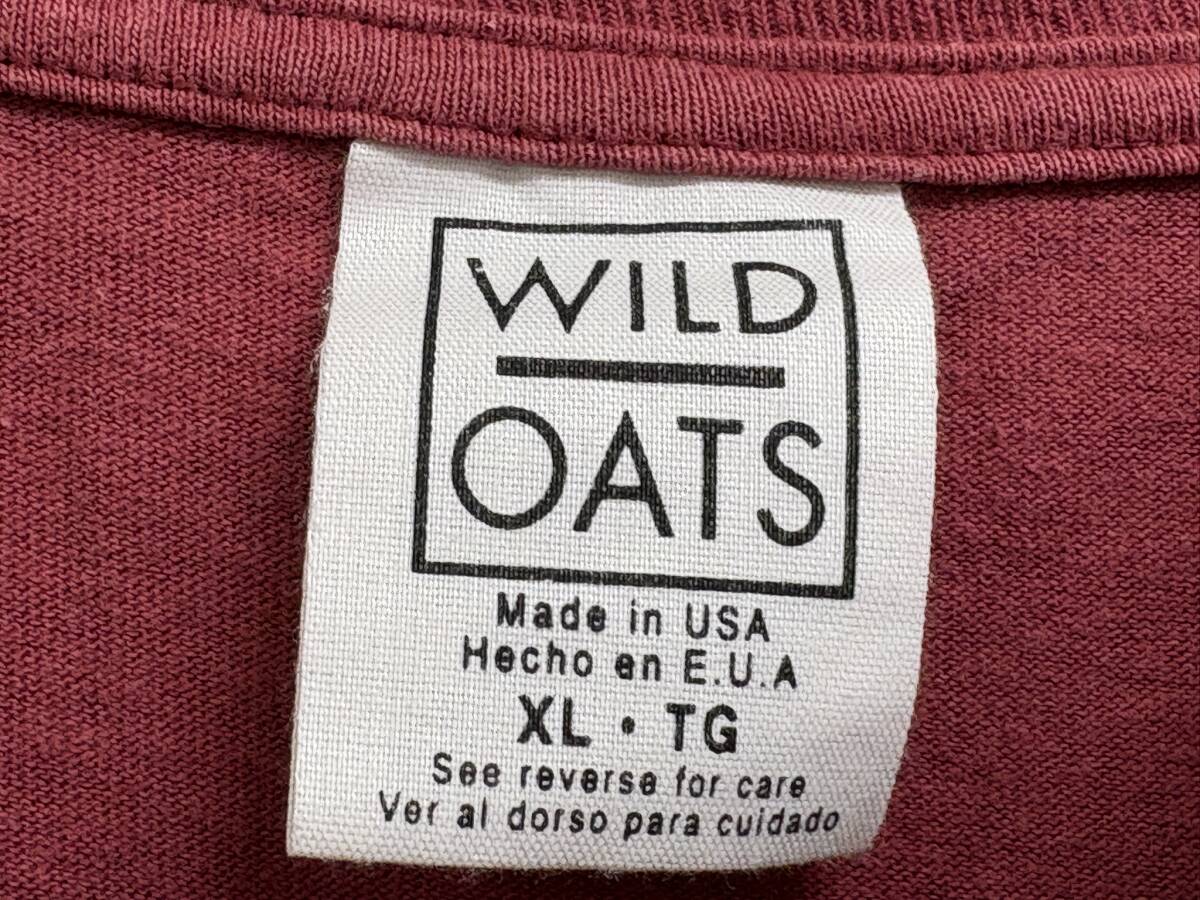 WILD
OATS
Made in USA
Hecho en E.U.A
XL • TG
See reverse for care
Ver al dorso para cuidado